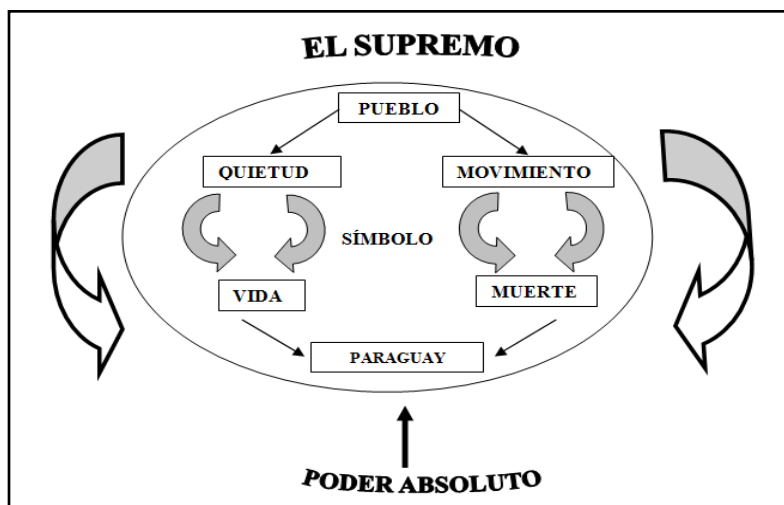 EL SUPREMO
PUEBLO
QUIETUD
MOVIMIENTO
SÍMBOLO
VIDA
MUERTE
PARAGUAY
PODER ABSOLUTO